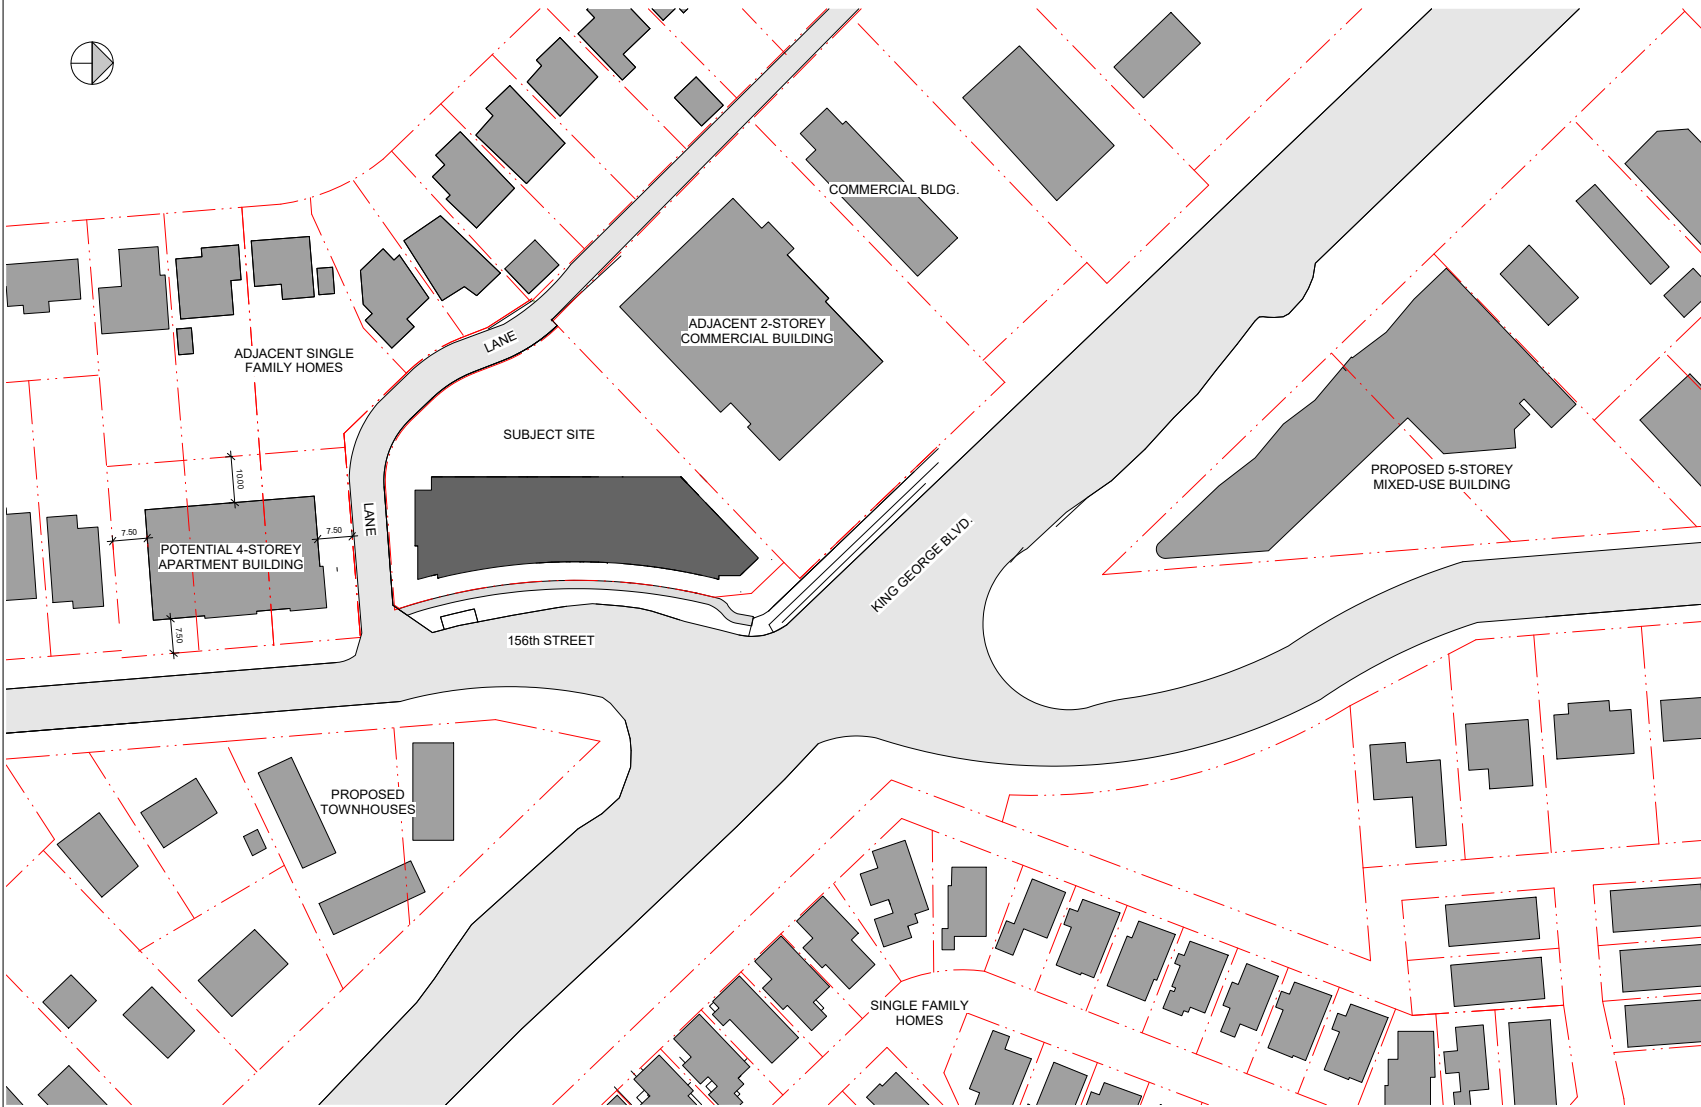 COMMERCIAL BLDG.
ADJACENT 2-STOREY
COMMERCIAL BUILDING
LANE
ADJACENT SINGLE
FAMILY HOMES
SUBJECT SITE
10.00
PROPOSED 5-STOREY
MIXED-USE BUILDING
LANE
7.50
7.50
POTENTIAL 4-STOREY
APARTMENT BUILDING
KING GEORGE BLVD.
7.50
156th STREET
PROPOSED
TOWNHOUSES
SINGLE FAMILY
HOMES